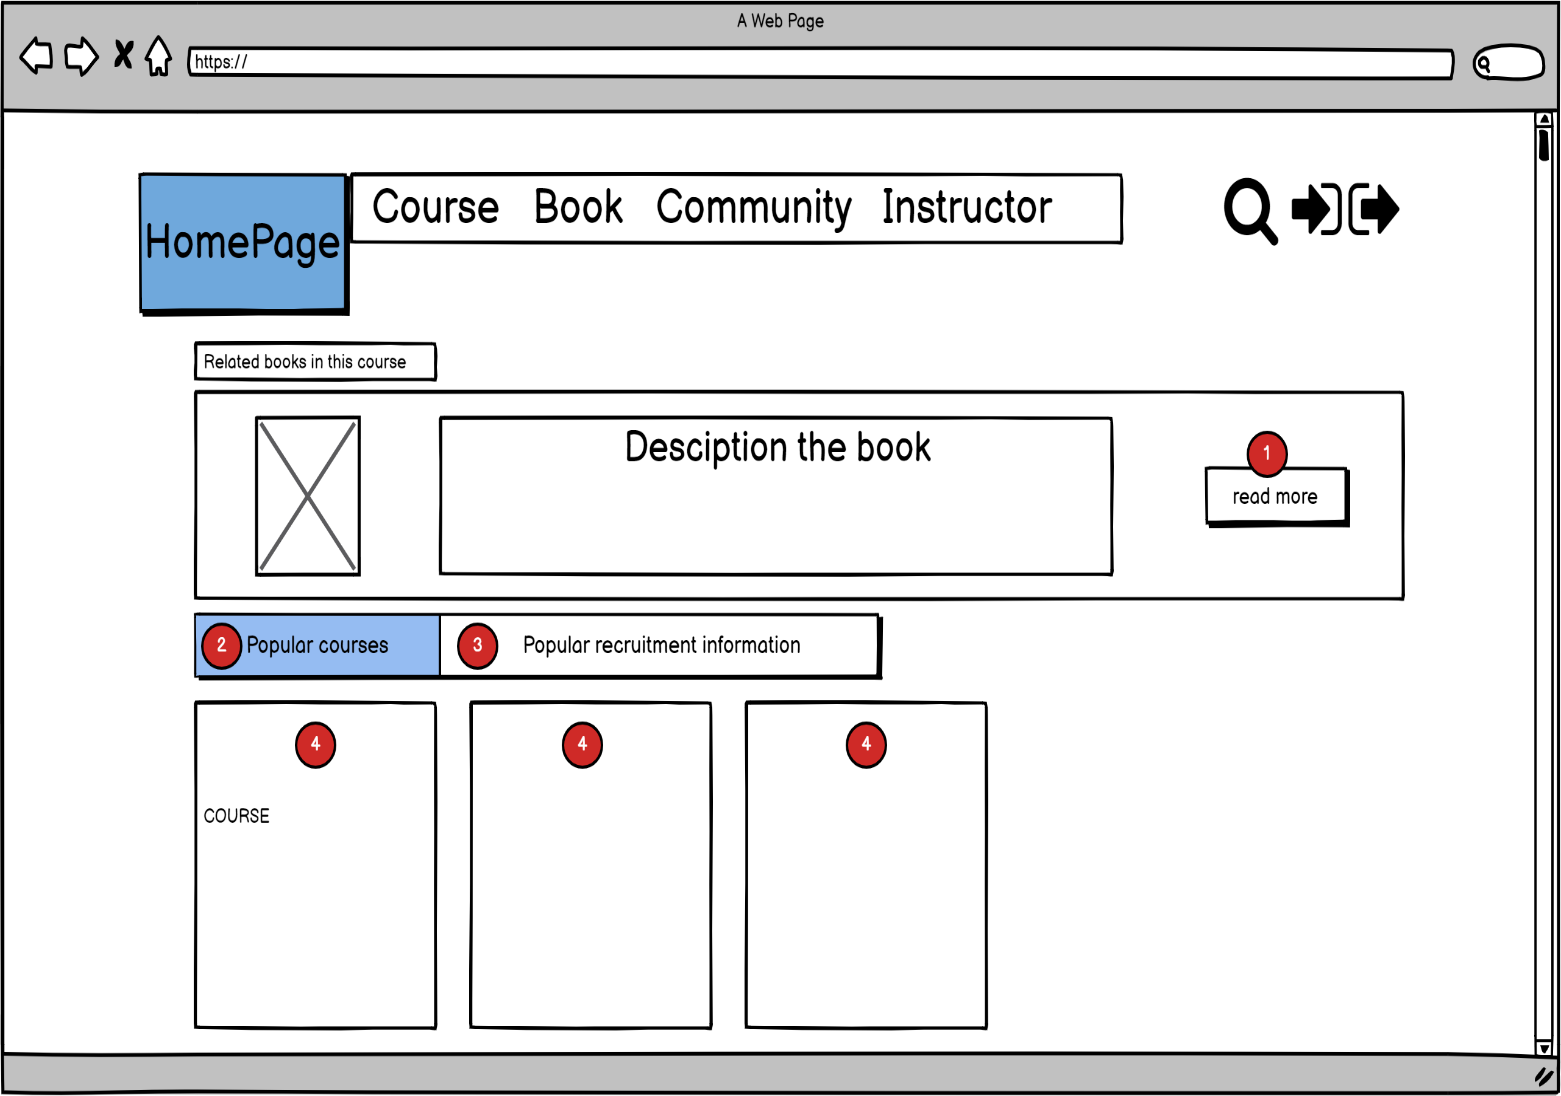 A Web Page
https://
HomePage
Course Book Community Instructor
Related books in this course
Desciption the book
1
read more
2 Popular courses
3 Popular recruitment information
4
4
4
COURSE